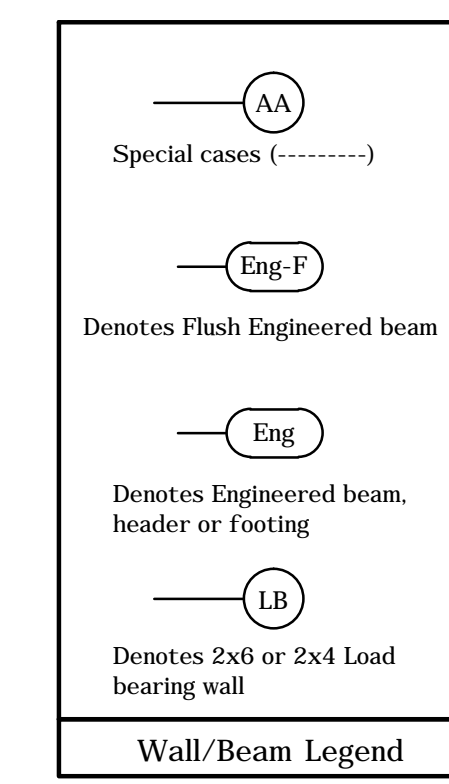 AA
Special cases (---------)
Eng-F
Denotes Flush Engineered beam
Eng
Denotes Engineered beam,
header or footing
LB
Denotes 2x6 or 2x4 Load
bearing wall
Wall/Beam Legend